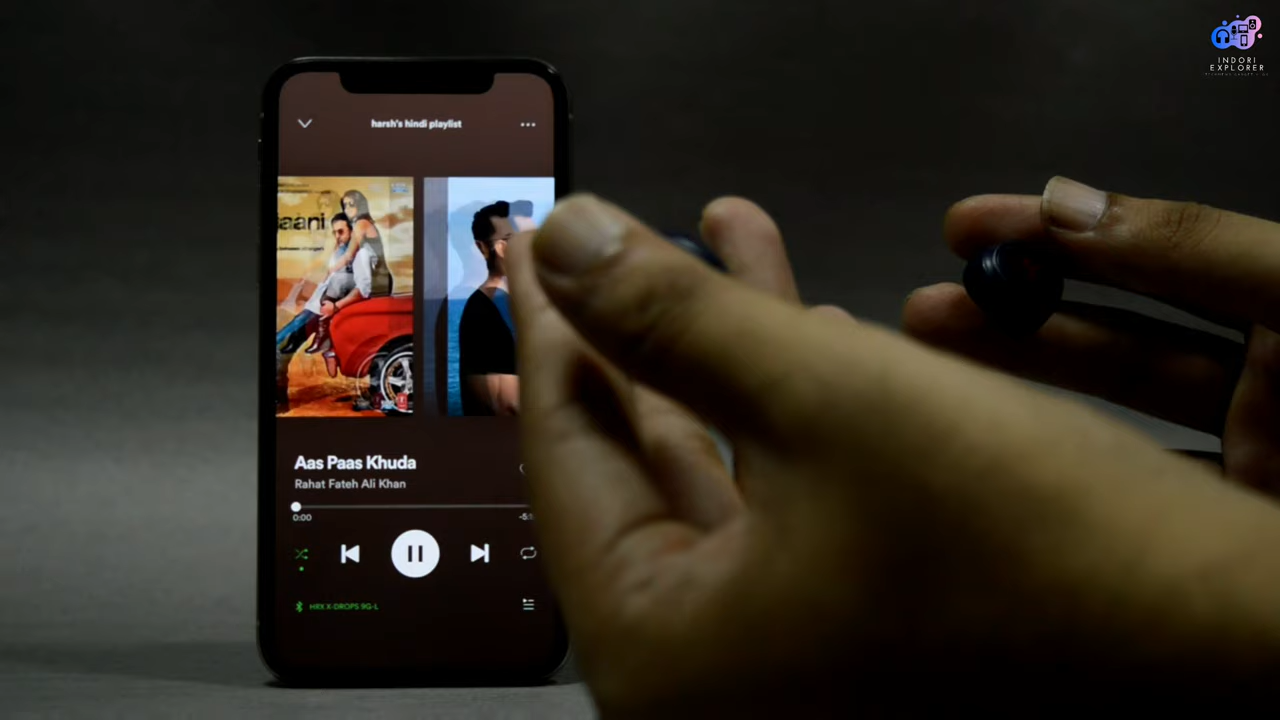 INDORI
EXPLORER
harsh's hindi playlist
aani
Aas Paas Khuda
Rahat Fateh Ali Khan
0:00
HRX X-DROPS 9G-L